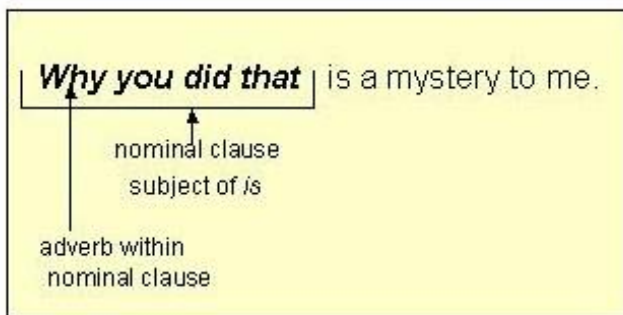 Why you did that is a mystery to me.
nominal clause
subject of is
adverb within
nominal clause